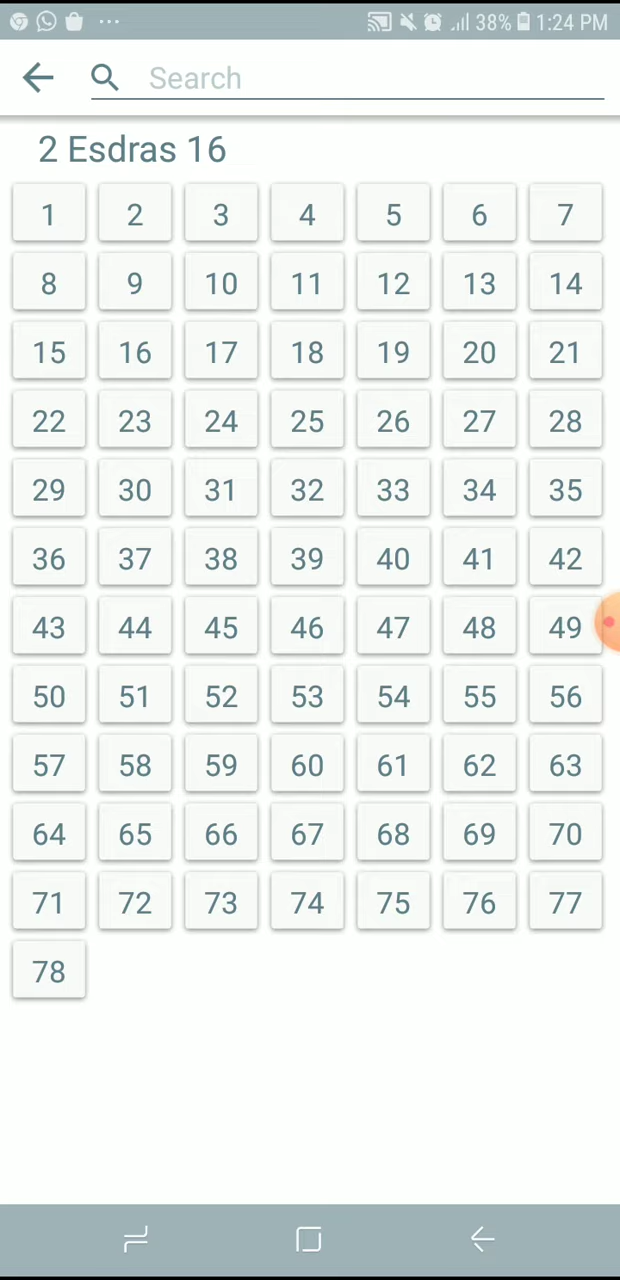 38% 1:24 PM
Search
2 Esdras 16
1 2 3 4 5 6 7
8 9 10 11 12 13 14
15 16 17 18 19 20 21
22 23 24 25 26 27 28
29 30 31 32 33 34 35
36 37 38 39 40 41 42
43 44 45 46 47 48 49
50 51 52 53 54 55 56
57 58 59 60 61 62 63
64 65 66 67 68 69 70
71 72 73 74 75 76 77
78